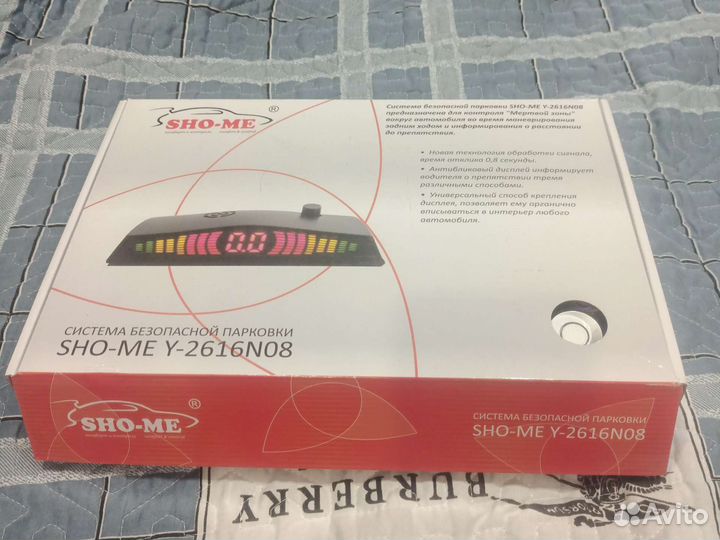 SHO-ME ®
Система безопасной парковки SHO-ME Y-2616N08
предназначена для контроля "Мертвой зоны"
вокруг автомобиля во время маневрирования
задним ходом и информирования о расстоянии
до препятствия.
• Новая технология обработки сигнала,
время отклика 0,8 секунды.
• Антибликовый дисплей информирует
водителя о препятствии тремя
различными способами.
• Универсальный способ крепления
дисплея, позволяет ему органично
вписываться в интерьер любого
автомобиля.
0.0
СИСТЕМА БЕЗОПАСНОЙ ПАРКОВКИ
SHO-ME Y-2616N08
SHO-ME ®
СИСТЕМА БЕЗОПАСНОЙ ПАРКОВКИ
SHO-ME Y-2616N08
BURBERRY
Avito